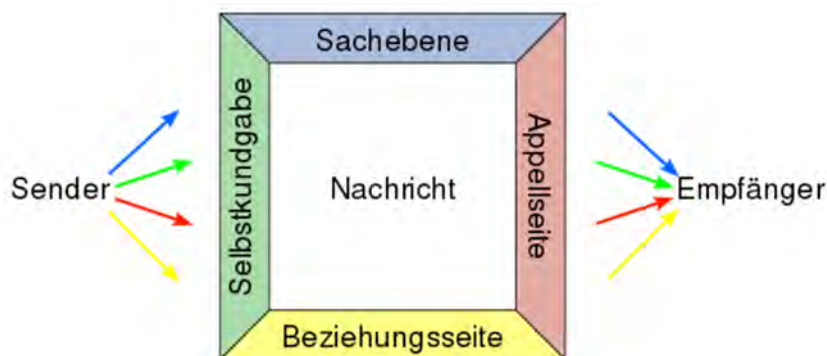 Sachebene
Selbstkundgabe
Appellseite
Sender
Nachricht
Empfänger
Beziehungsseite